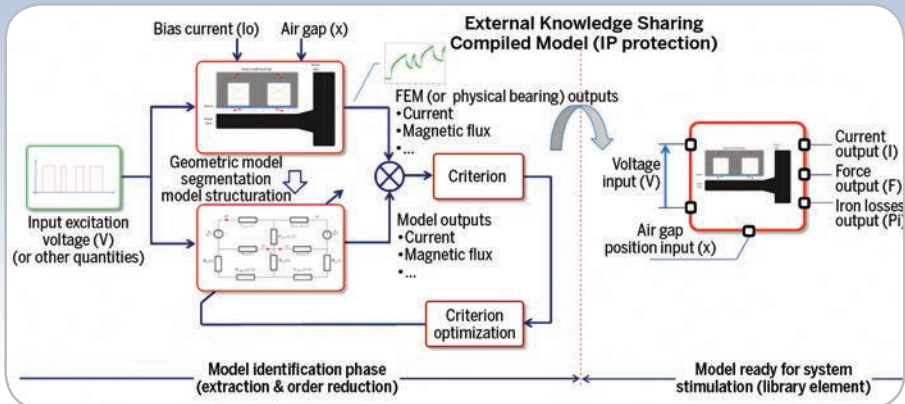 Bias current (Io)
Air gap (x)
External Knowledge Sharing
Compiled Model (IP protection)
FEM (or physical bearing) outputs
•Current
•Magnetic flux
•...
Geometric model
segmentation
model structuration
Input excitation
voltage (V)
(or other quantities)
Criterion
Model outputs
•Current
•Magnetic flux
•...
Criterion
optimization
Voltage
input (V)
Current
output (I)
Force
output (F)
Iron losses
output (Pi)
Air gap
position input (x)
Model identification phase
(extraction & order reduction)
Model ready for system
stimulation (library element)